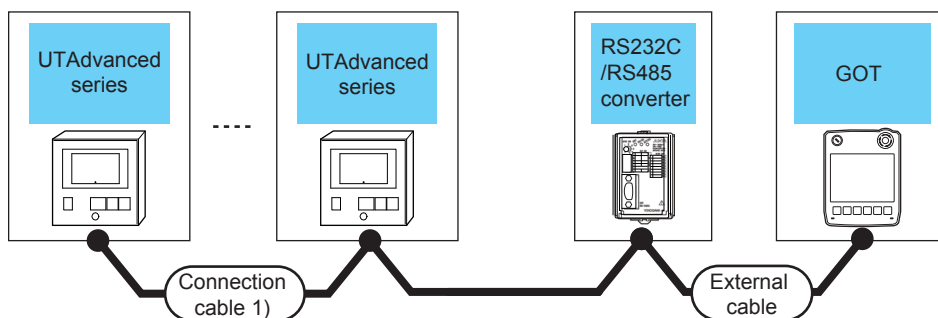 UTAdvanced
series
UTAdvanced
series
RS232C
/RS485
converter
GOT
Connection
cable 1)
External
cable